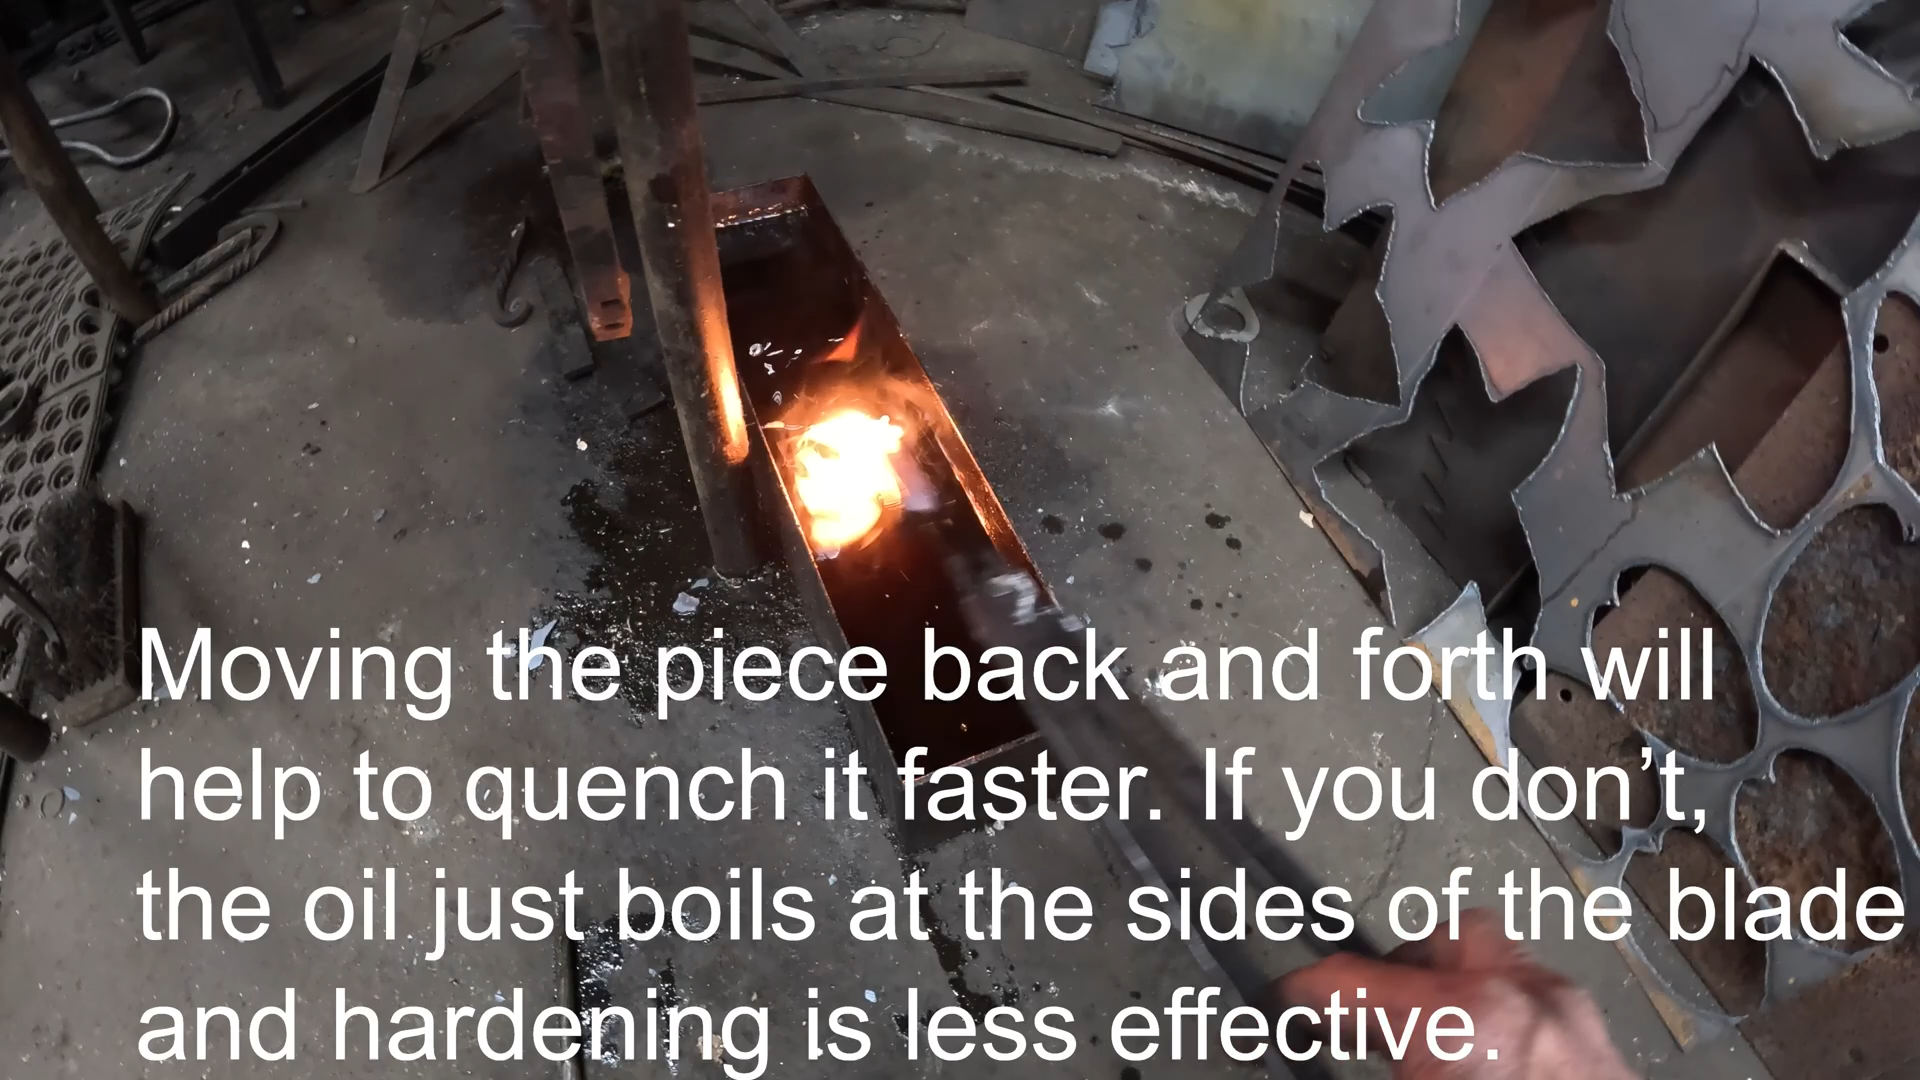 Moving the piece back and forth will
help to quench it faster. If you don’t,
the oil just boils at the sides of the blade
and hardening is less effective.